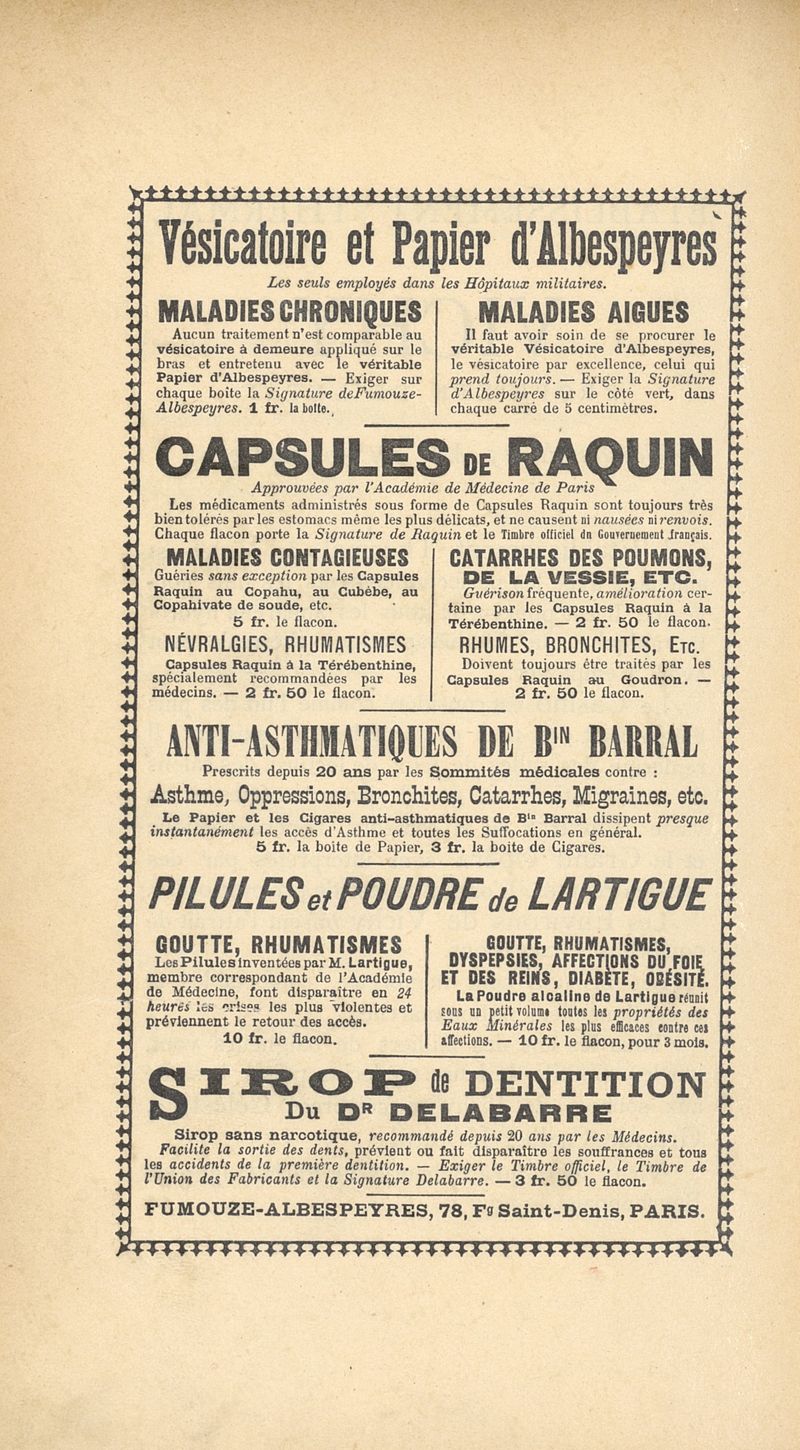 Vésicatoire et Papier d'Albespeyres
Les seuls employés dans les Hôpitaux militaires.
MALADIES CHRONIQUES
Aucun traitement n'est comparable au
vésicatoire à demeure appliqué sur le
bras et entretenu avec le véritable
Papier d'Albespeyres. — Exiger sur
chaque boîte la Signature de Fumouze-
Albespeyres. 1 fr. la boîte.
MALADIES AIGUES
Il faut avoir soin de se procurer le
véritable Vésicatoire d'Albespeyres,
le vésicatoire par excellence, celui qui
prend toujours. — Exiger la Signature
d'Albespeyres sur le côté vert, dans
chaque carré de 5 centimètres.
CAPSULES DE RAQUIN
Approuvées par l'Académie de Médecine de Paris
Les médicaments administrés sous forme de Capsules Raquin sont toujours très
bien tolérés par les estomacs même les plus délicats, et ne causent ni nausées ni renvois.
Chaque flacon porte la Signature de Raquin et le Timbre officiel du Gouvernement français.
MALADIES CONTAGIEUSES
Guéries sans exception par les Capsules
Raquin au Copahu, au Cubèbe, au
Copahivate de soude, etc.
5 fr. le flacon.
NÉVRALGIES, RHUMATISMES
Capsules Raquin à la Térébenthine,
spécialement recommandées par les
médecins. — 2 fr. 50 le flacon.
CATARRHES DES POUMONS,
DE LA VESSIE, ETC.
Guérison fréquente, amélioration cer-
taine par les Capsules Raquin à la
Térébenthine. — 2 fr. 50 le flacon.
RHUMES, BRONCHITES, ETC.
Doivent toujours être traités par les
Capsules Raquin au Goudron. —
2 fr. 50 le flacon.
ANTI-ASTHMATIQUES DE BIN BARRAL
Prescrits depuis 20 ans par les Sommités médicales contre :
Asthme, Oppressions, Bronchites, Catarrhes, Migraines, etc.
Le Papier et les Cigares anti-asthmatiques de Bin Barral dissipent presque
instantanément les accès d'Asthme et toutes les Suffocations en général.
5 fr. la boite de Papier, 3 fr. la boite de Cigares.
PILULES et POUDRE de LARTIGUE
GOUTTE, RHUMATISMES
Les Pilules inventées par M. Lartigue,
membre correspondant de l'Académie
de Médecine, font disparaître en 24
heures les crises les plus violentes et
préviennent le retour des accès.
10 fr. le flacon.
GOUTTE, RHUMATISMES,
DYSPEPSIES, AFFECTIONS DU FOIE
ET DES REINS, DIABÈTE, OBÉSITÉ.
La Poudre alcaline de Lartigue réunit
sous un petit volume toutes les propriétés des
Eaux Minérales les plus efficaces contre ces
affections. — 10 fr. le flacon, pour 3 mois.
SIROP de DENTITION
Du DR DELABARRE
Sirop sans narcotique, recommandé depuis 20 ans par les Médecins.
Facilite la sortie des dents, prévient ou fait disparaître les souffrances et tous
les accidents de la première dentition. — Exiger le Timbre officiel, le Timbre de
l'Union des Fabricants et la Signature Delabarre. — 3 fr. 50 le flacon.
FUMOUZE-ALBESPEYRES, 78, Fg Saint-Denis, PARIS.